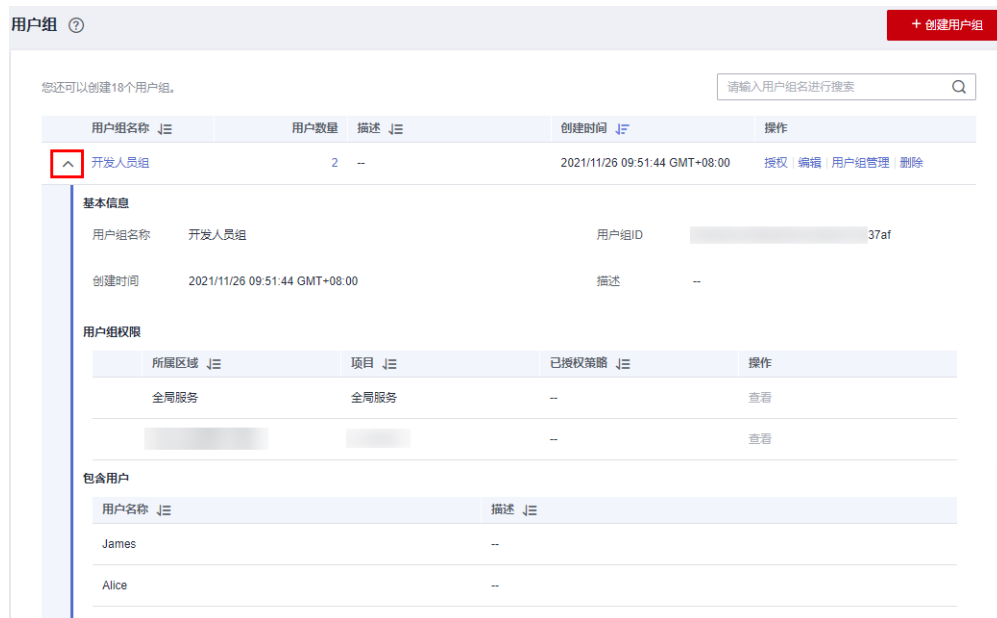 用户组 ?
+ 创建用户组
您还可以创建18个用户组。
请输入用户组名进行搜索
用户组名称 用户数量 描述 创建时间 操作
开发人员组 2 -- 2021/11/26 09:51:44 GMT+08:00 授权 | 编辑 | 用户组管理 | 删除
基本信息
用户组名称 开发人员组 用户组ID 37af
创建时间 2021/11/26 09:51:44 GMT+08:00 描述 --
用户组权限
所属区域 项目 已授权策略 操作
全局服务 全局服务 -- 查看
-- 查看
包含用户
用户名称 描述
James --
Alice --